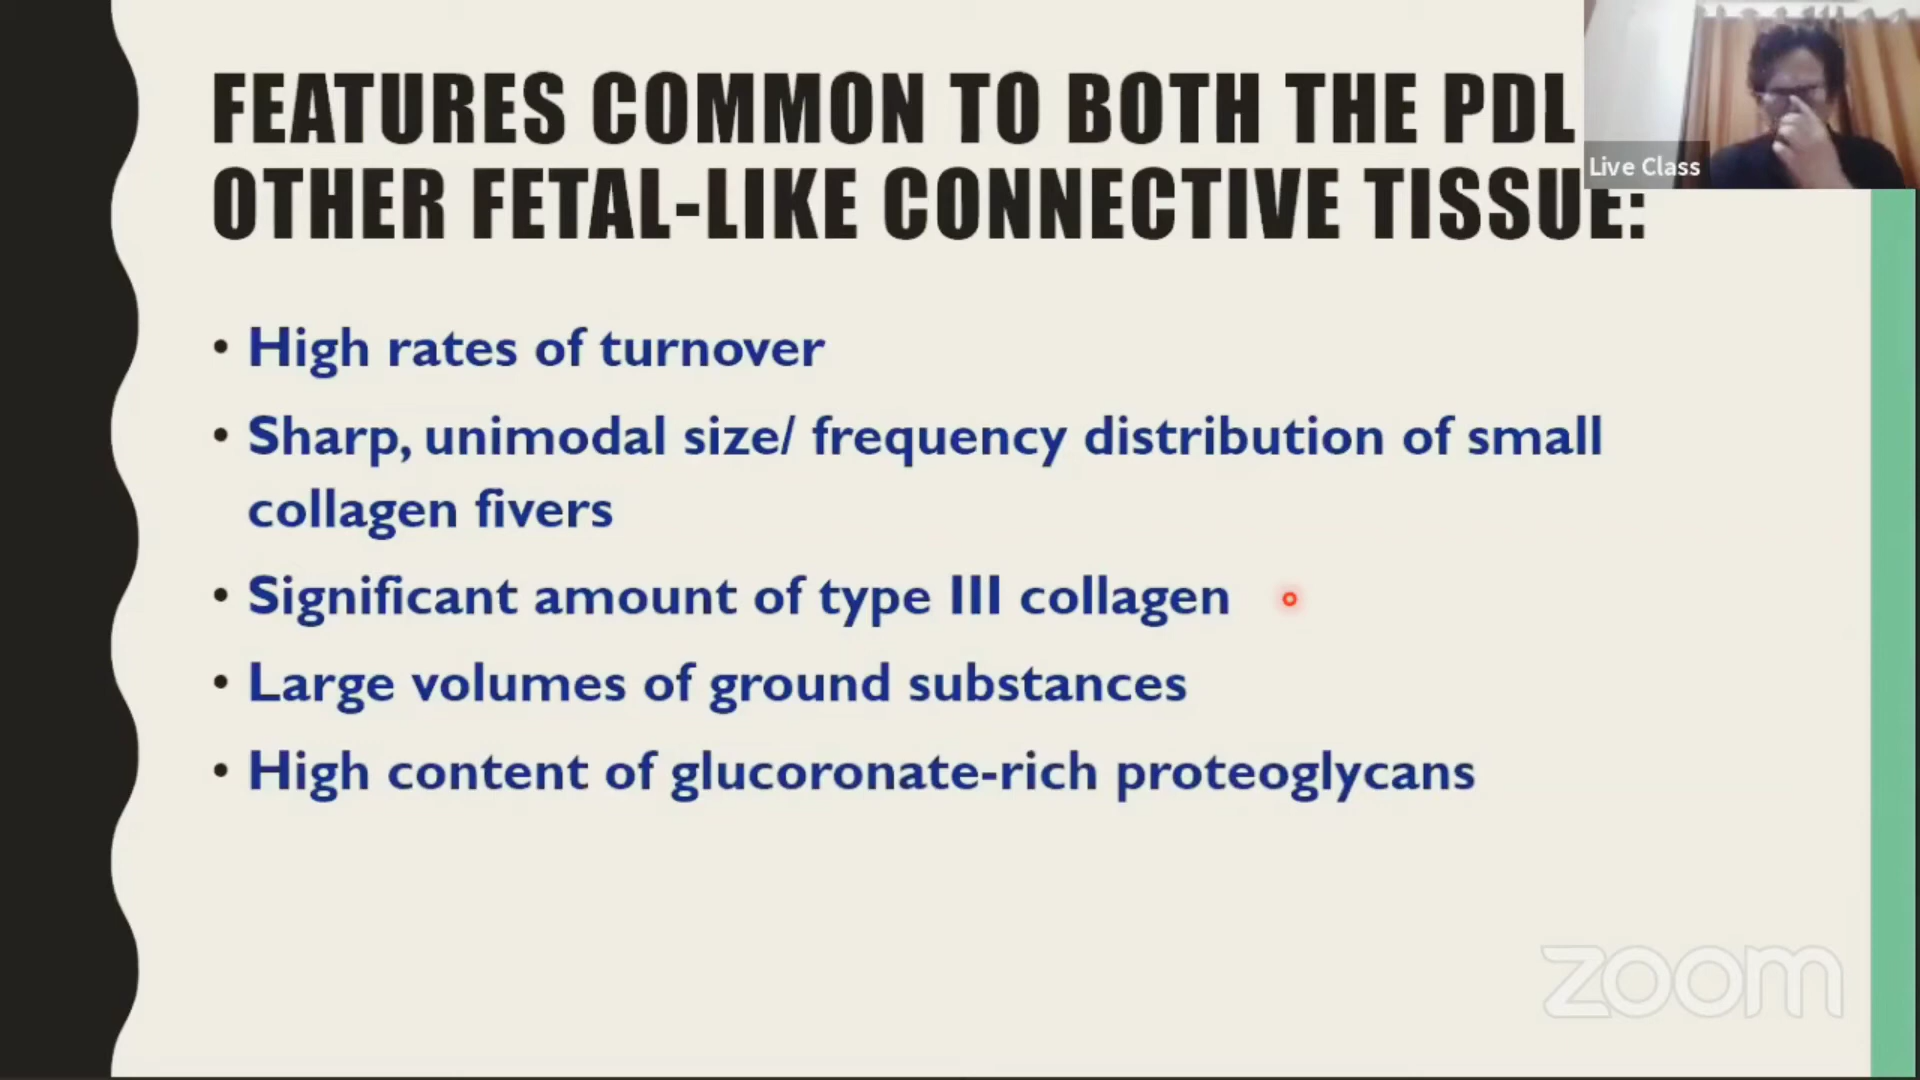 FEATURES COMMON TO BOTH THE PDL
OTHER FETAL-LIKE CONNECTIVE TISSUE:
Live Class
• High rates of turnover
• Sharp, unimodal size/ frequency distribution of small
collagen fivers
• Significant amount of type III collagen
• Large volumes of ground substances
• High content of glucoronate-rich proteoglycans
zoom